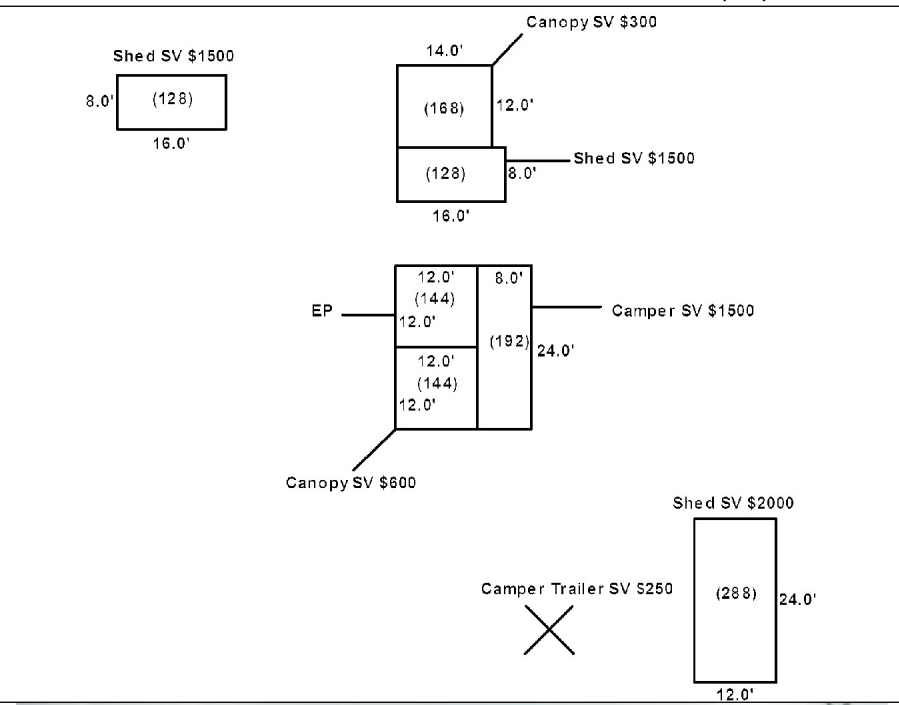 Canopy SV $300
Shed SV $1500
14.0'
8.0'
(128)
(168)
12.0'
16.0'
Shed SV $1500
(128)
8.0'
16.0'
12.0'
8.0'
(144)
EP
12.0'
Camper SV $1500
(192)
24.0'
12.0'
(144)
12.0'
Canopy SV $600
Shed SV $2000
Camper Trailer SV $250
(288)
24.0'
12.0'